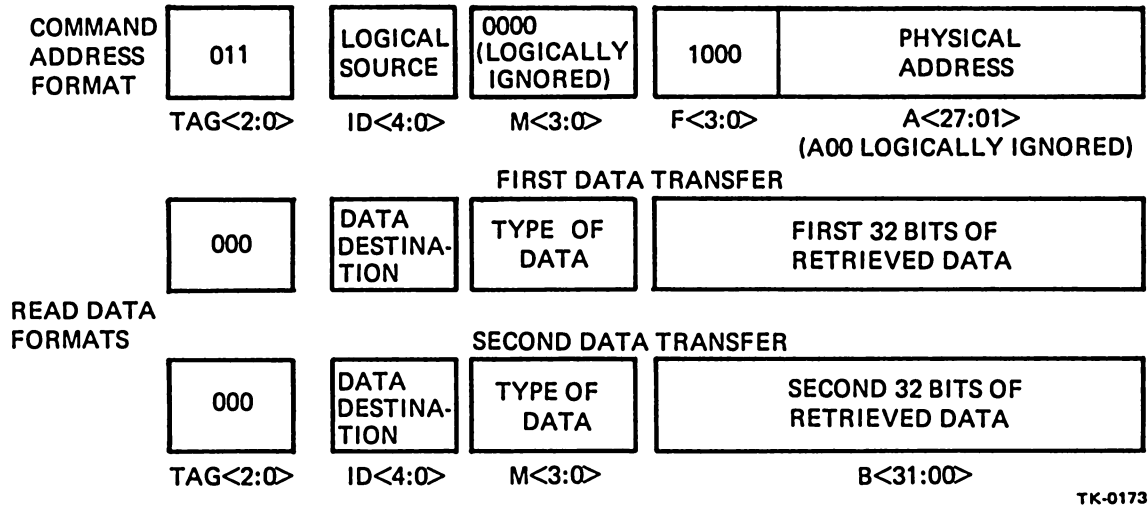 COMMAND
ADDRESS
FORMAT
011
LOGICAL
SOURCE
0000
(LOGICALLY
IGNORED)
1000
PHYSICAL
ADDRESS
TAG<2:0>
ID<4:0>
M<3:0>
F<3:0>
A<27:01>
(A00 LOGICALLY IGNORED)
FIRST DATA TRANSFER
000
DATA
DESTINA-
TION
TYPE OF
DATA
FIRST 32 BITS OF
RETRIEVED DATA
READ DATA
FORMATS
SECOND DATA TRANSFER
000
DATA
DESTINA-
TION
TYPE OF
DATA
SECOND 32 BITS OF
RETRIEVED DATA
TAG<2:0>
ID<4:0>
M<3:0>
B<31:00>
TK-0173